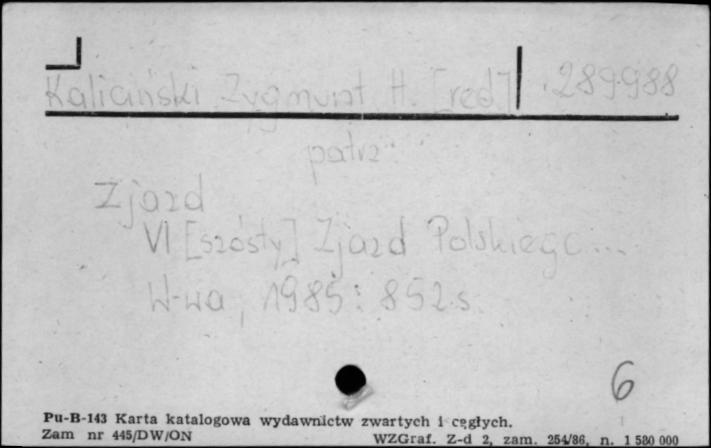 Kaliciński Zygmunt H. [red.] 289988
patrz:
Zjazd
VI [szósty] Zjazd Polskiego...
W-wa, 1985: 852 s.
6
Pu-B-143 Karta katalogowa wydawnictw zwartych i cęgłych.
Zam nr 445/DW/ON WZGraf. Z-d 2, zam. 254/86, n. 1 580 000